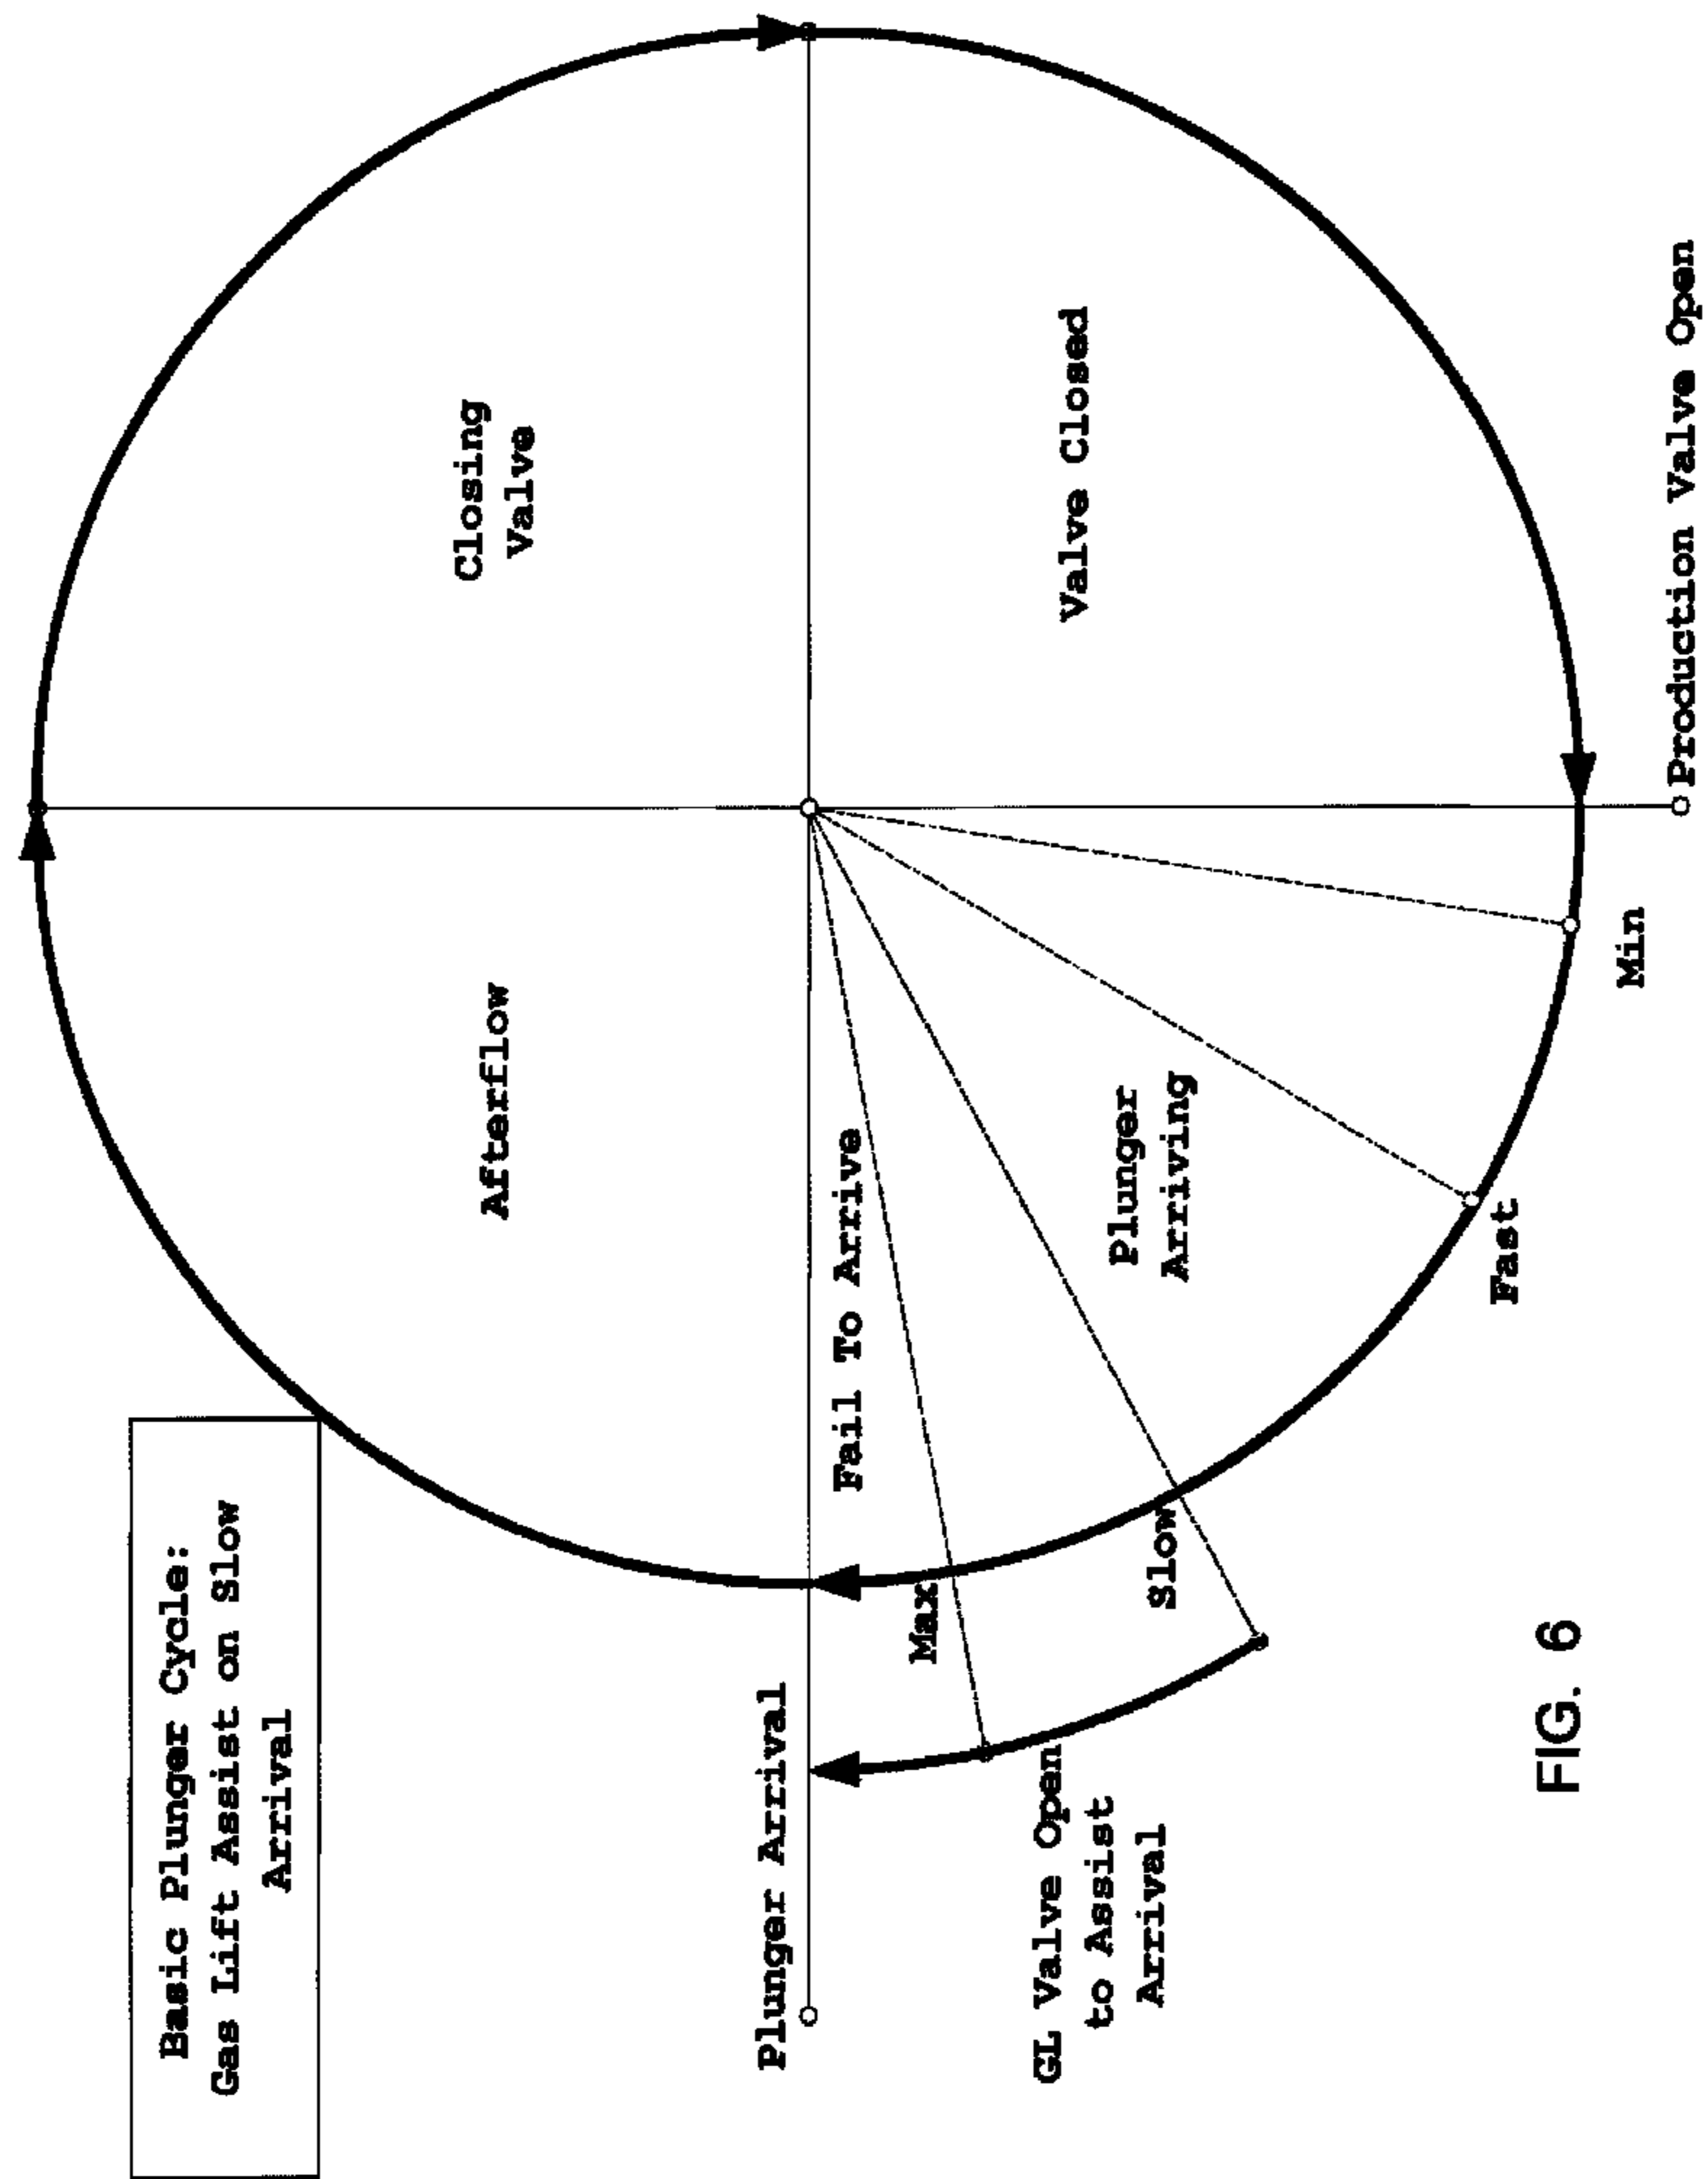 Basic Plunger Cycle:
Gas Lift Assist on Slow
Arrival
Closing
Valve
Afterflow
Plunger Arrival
Fail To Arrive
Max
Valve Closed
GL Valve Open
to Assist
Arrival
Plunger
Arriving
Slow
Fast
Min
Production Valve Open
FIG. 6